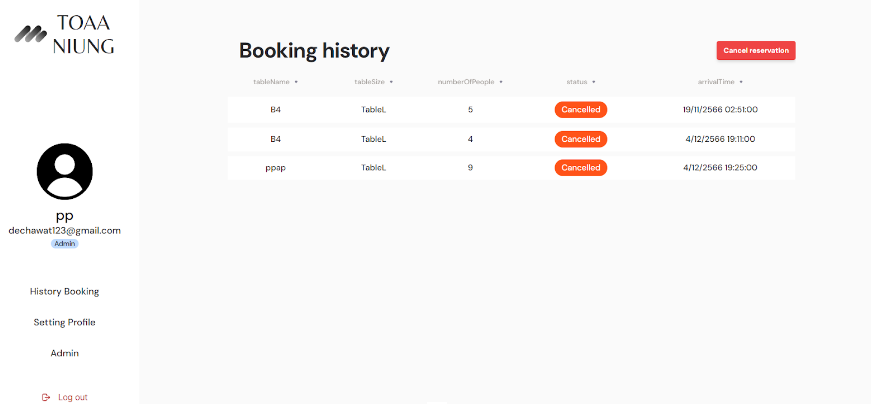 TOAA
NIUNG
pp
dechawat123@gmail.com
Admin
History Booking
Setting Profile
Admin
Log out
Booking history
Cancel reservation
tableName tableSize numberOfPeople status arrivalTime
B4 TableL 5 Cancelled 19/11/2566 02:51:00
B4 TableL 4 Cancelled 4/12/2566 19:11:00
ppap TableL 9 Cancelled 4/12/2566 19:25:00